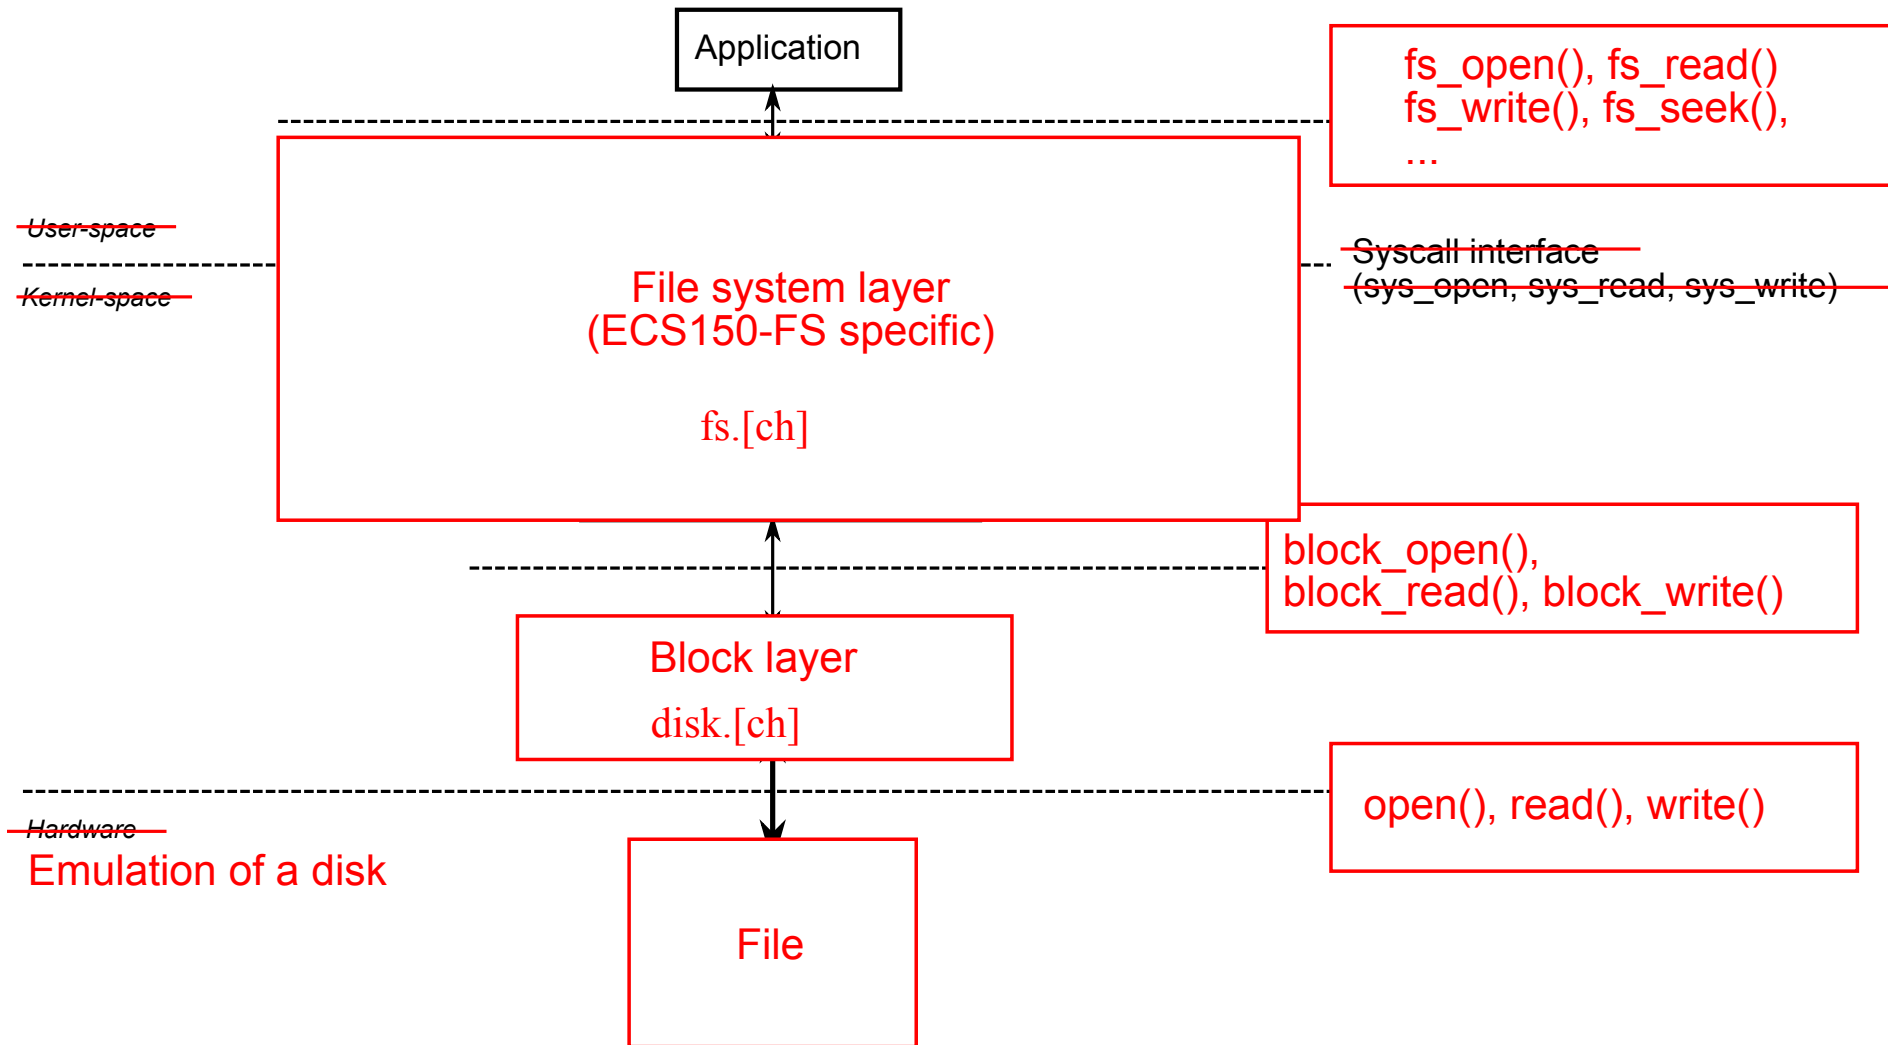 Application
fs_open(), fs_read()
fs_write(), fs_seek(),
...
User-space
Kernel-space
Syscall interface
(sys_open, sys_read, sys_write)
File system layer
(ECS150-FS specific)
fs.[ch]
block_open(),
block_read(), block_write()
Block layer
disk.[ch]
open(), read(), write()
Hardware
Emulation of a disk
File